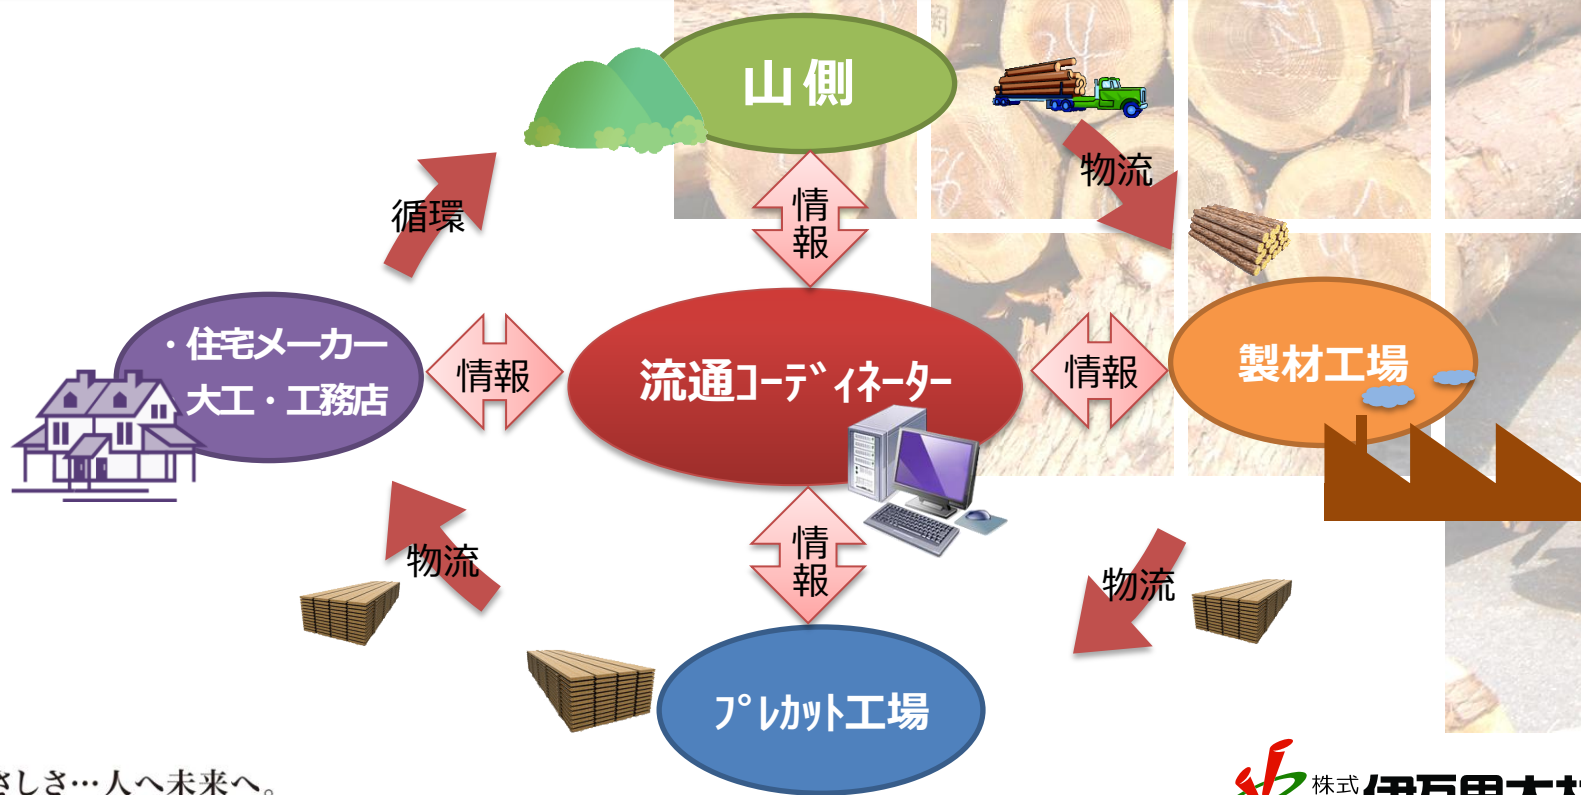 山側
物流
情
報
循環
・住宅メーカー
大工・工務店
情報
流通ｺｰﾃﾞｨﾈｰﾀｰ
情報
製材工場
物流
情
報
物流
ﾌﾟﾚｶｯﾄ工場
さしさ…人へ未来へ。
株式